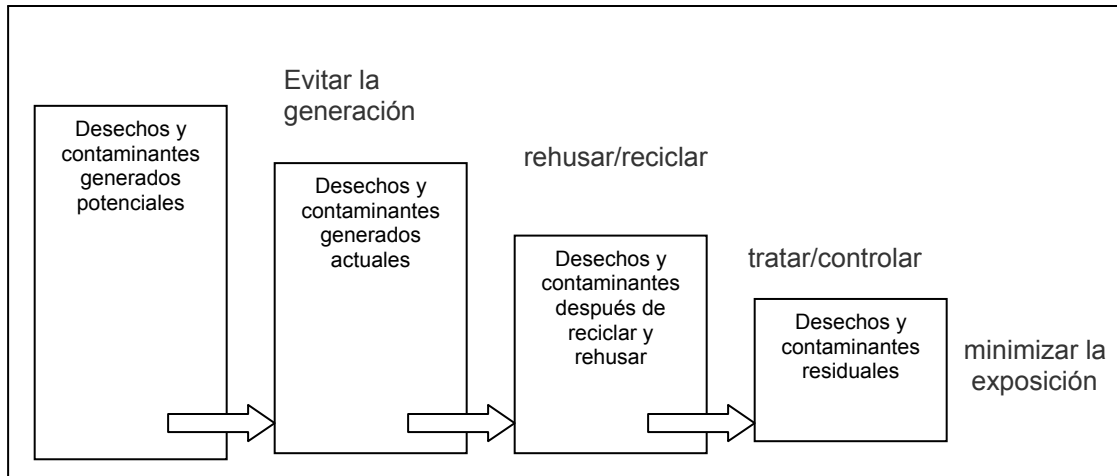 Desechos y
contaminantes
generados
potenciales
Evitar la
generación
Desechos y
contaminantes
generados
actuales
rehusar/reciclar
Desechos y
contaminantes
después de
reciclar y
rehusar
tratar/controlar
Desechos y
contaminantes
residuales
minimizar la
exposición